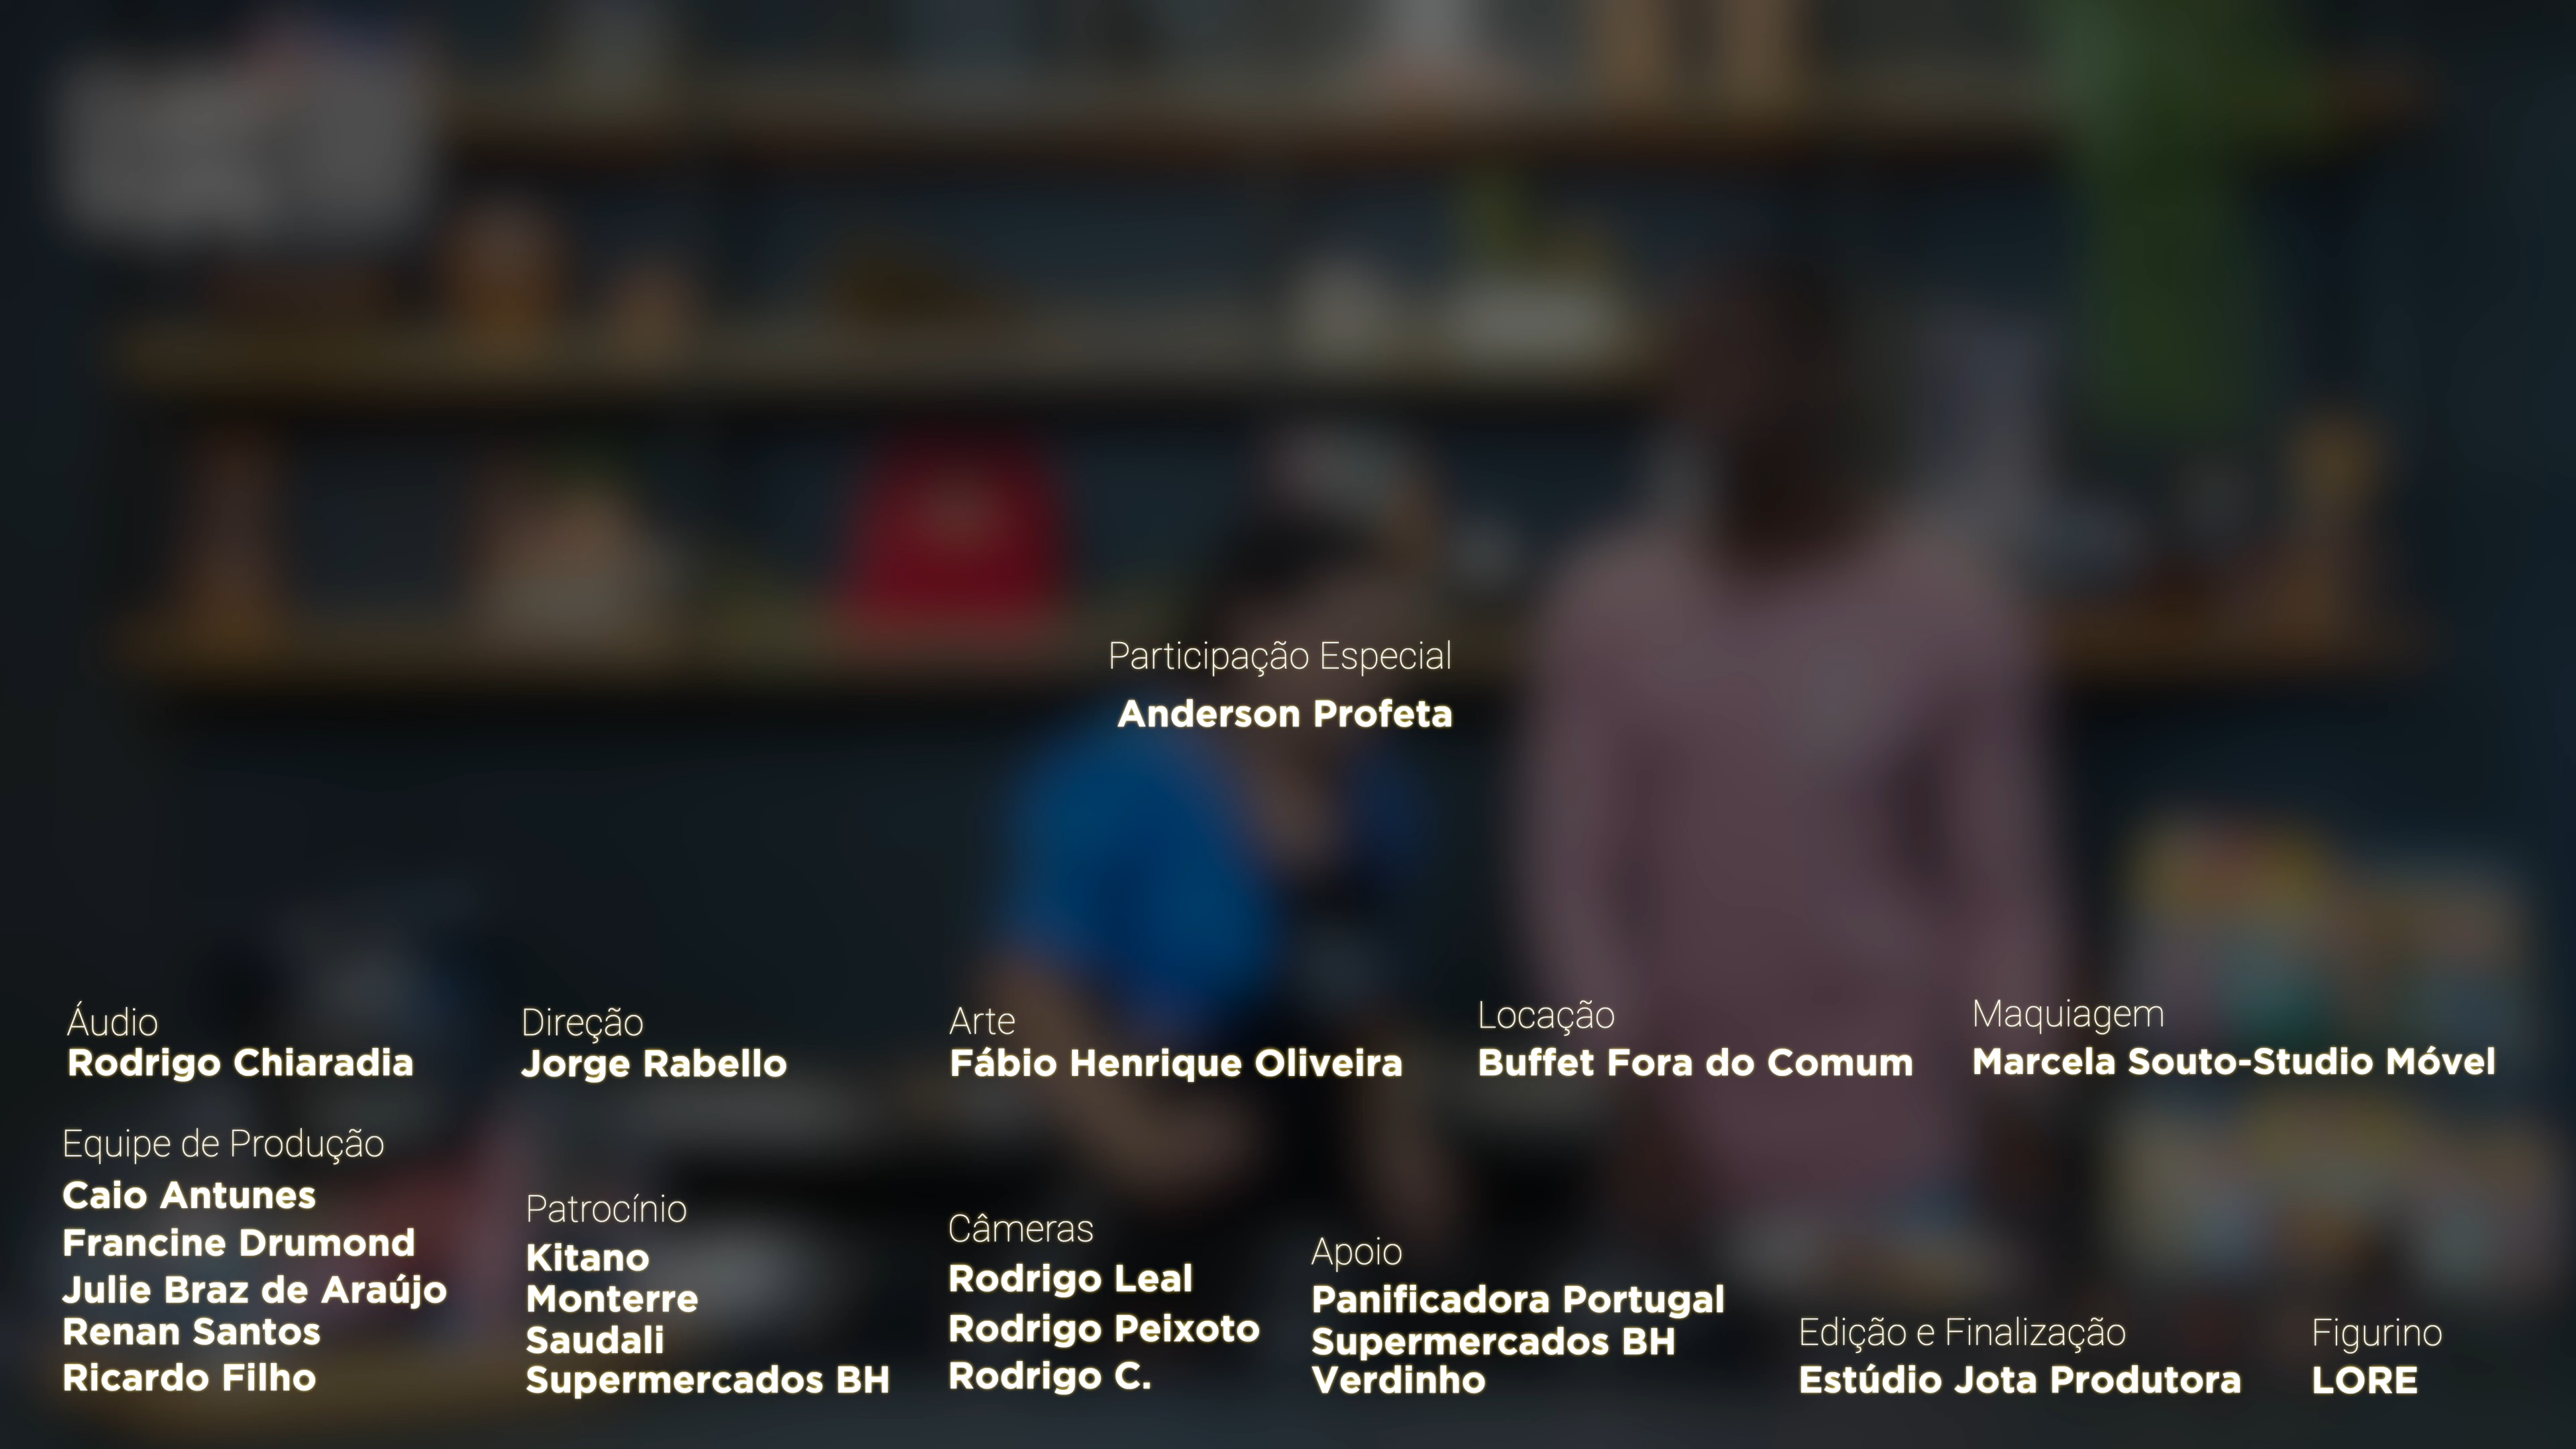 Participação Especial
Anderson Profeta
Áudio
Rodrigo Chiaradia
Direção
Jorge Rabello
Arte
Fábio Henrique Oliveira
Locação
Buffet Fora do Comum
Maquiagem
Marcela Souto-Studio Móvel
Equipe de Produção
Caio Antunes
Francine Drumond
Julie Braz de Araújo
Renan Santos
Ricardo Filho
Patrocínio
Kitano
Monterre
Saudali
Supermercados BH
Câmeras
Rodrigo Leal
Rodrigo Peixoto
Rodrigo C.
Apoio
Panificadora Portugal
Supermercados BH
Verdinho
Edição e Finalização
Estúdio Jota Produtora
Figurino
LORE